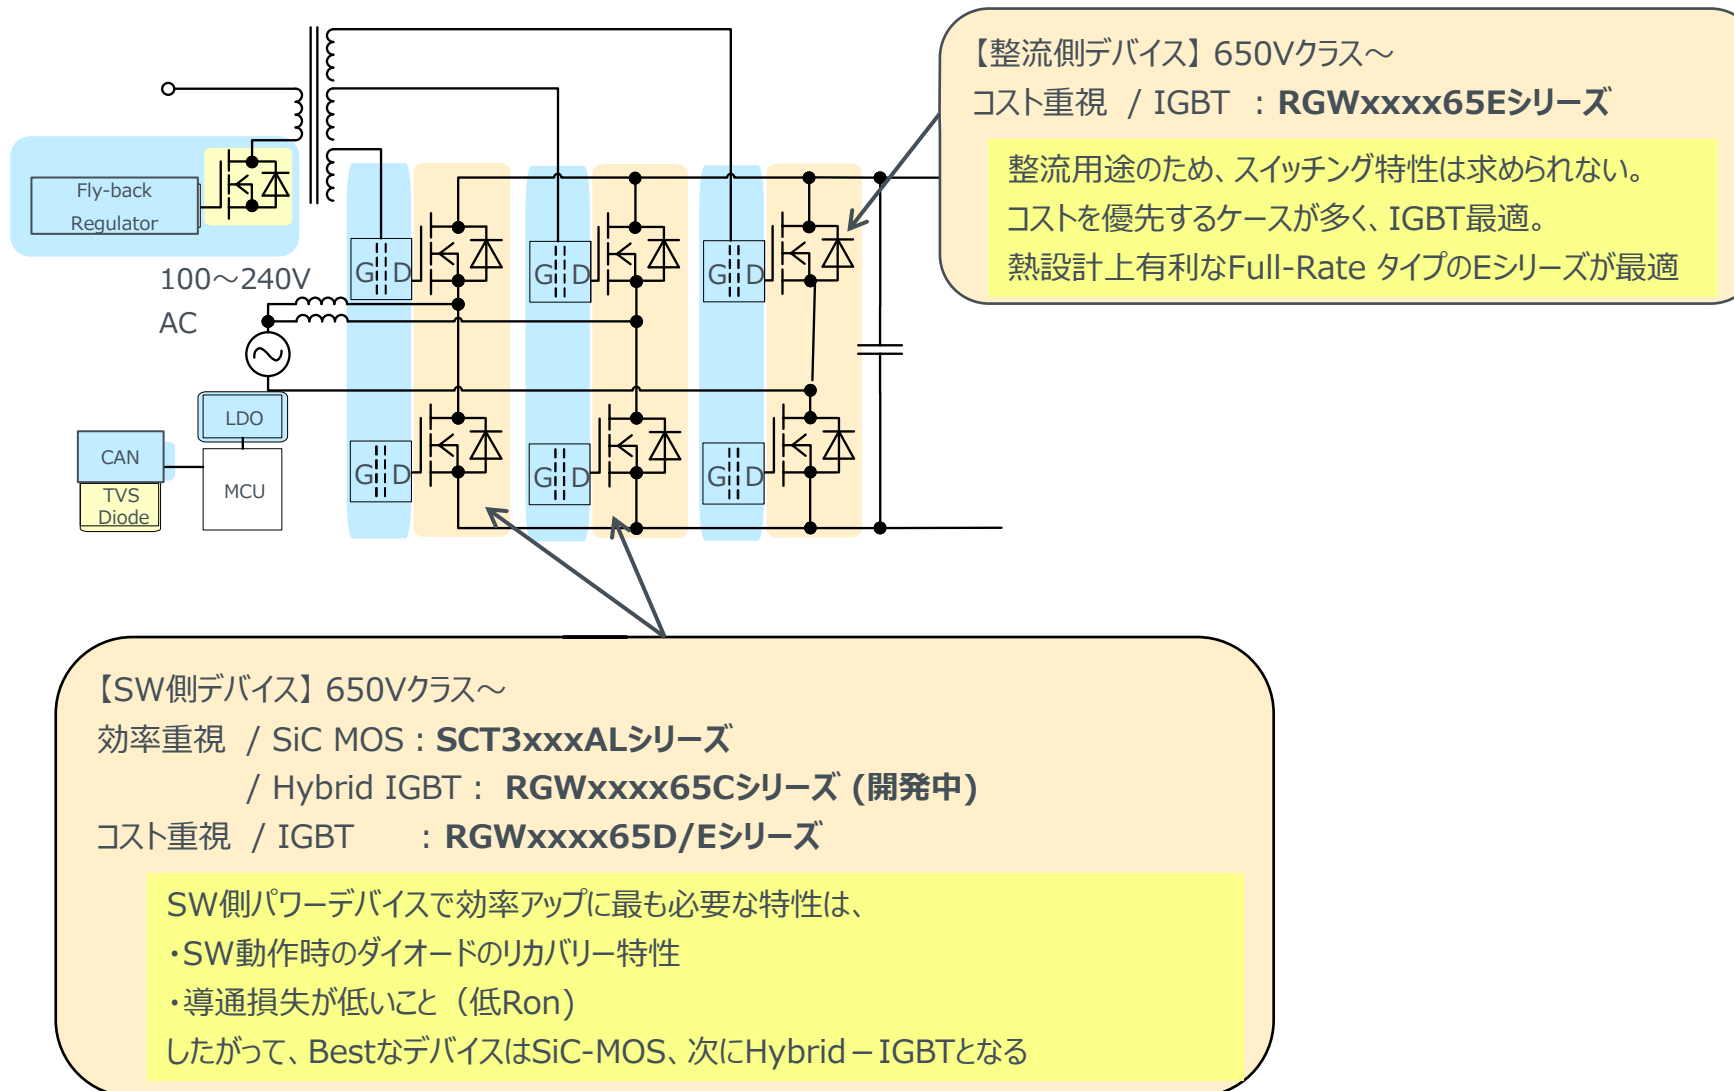 【整流側デバイス】 650Vクラス～
コスト重視 / IGBT : RGWxxxx65Eシリーズ
整流用途のため、スイッチング特性は求められない。
コストを優先するケースが多く、IGBT最適。
熱設計上有利なFull-Rate タイプのEシリーズが最適
Fly-back
Regulator
100～240V
AC
G D
G D
G D
LDO
CAN
TVS
Diode
MCU
G D
G D
G D
【SW側デバイス】 650Vクラス～
効率重視 / SiC MOS : SCT3xxxALシリーズ
/ Hybrid IGBT : RGWxxxx65Cシリーズ (開発中)
コスト重視 / IGBT : RGWxxxx65D/Eシリーズ
SW側パワーデバイスで効率アップに最も必要な特性は、
・SW動作時のダイオードのリカバリー特性
・導通損失が低いこと（低Ron)
したがって、BestなデバイスはSiC-MOS、次にHybrid－IGBTとなる